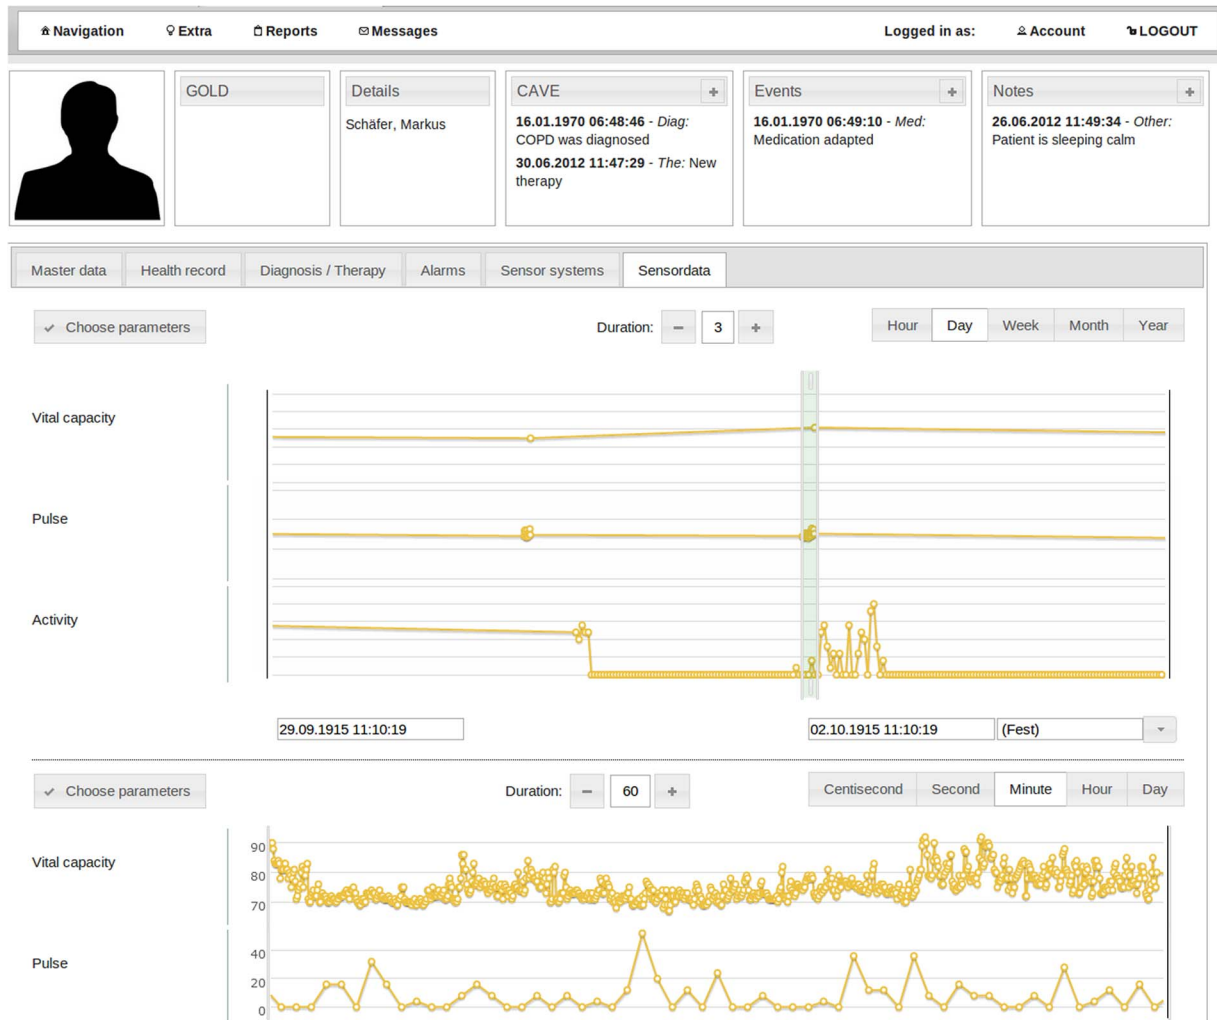 Navigation Extra Reports Messages Logged in as: Account LOGOUT
GOLD
Details
Schäfer, Markus
CAVE
16.01.1970 06:48:46 - Diag:
COPD was diagnosed
30.06.2012 11:47:29 - The: New
therapy
Events
16.01.1970 06:49:10 - Med:
Medication adapted
Notes
26.06.2012 11:49:34 - Other:
Patient is sleeping calm
Master data Health record Diagnosis / Therapy Alarms Sensor systems Sensordata
Choose parameters Duration: 3 Hour Day Week Month Year
Vital capacity
Pulse
Activity
29.09.1915 11:10:19 02.10.1915 11:10:19 (Fest)
Choose parameters Duration: 60 Centisecond Second Minute Hour Day
90
Vital capacity 80
70
40
Pulse 20
0